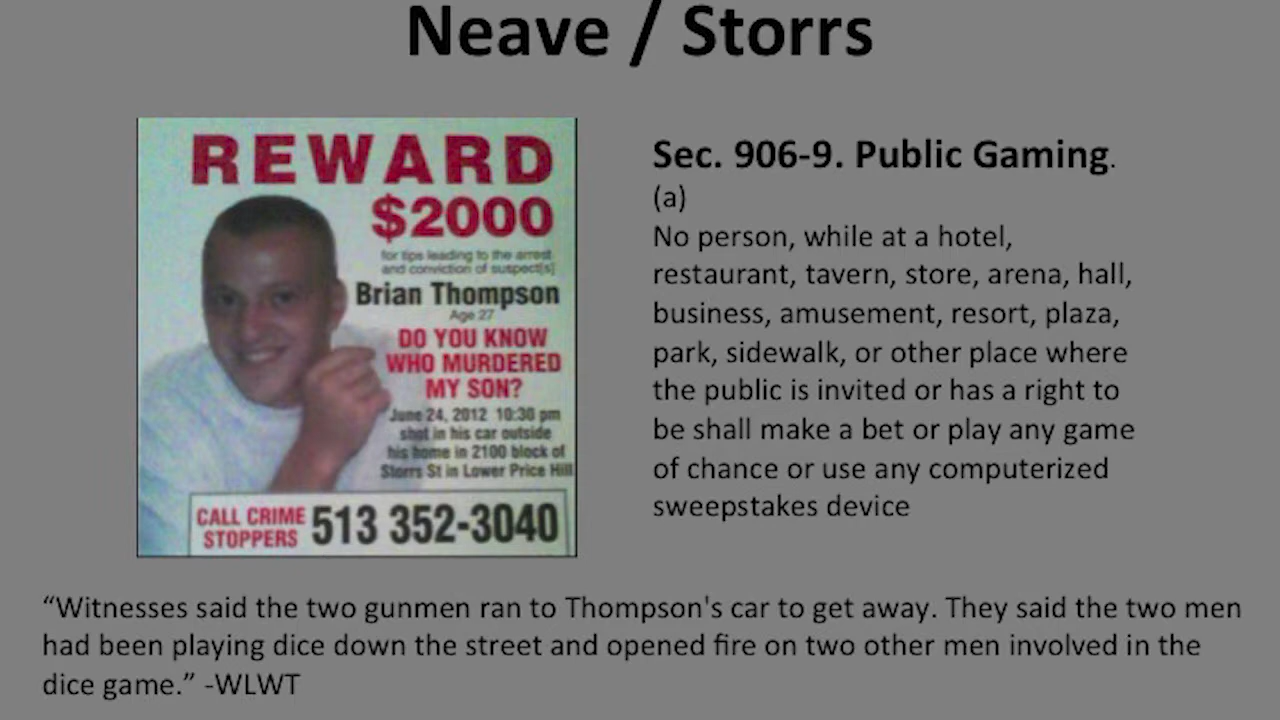 Neave / Storrs
REWARD
$2000
for tips leading to the arrest
and conviction of suspect[s]
Brian Thompson
Age 27
DO YOU KNOW
WHO MURDERED
MY SON?
June 24, 2012 10:30 pm
shot in his car outside
his home in 2100 block of
Storrs St in Lower Price Hill
CALL CRIME
STOPPERS
513 352-3040
Sec. 906-9. Public Gaming.
(a)
No person, while at a hotel,
restaurant, tavern, store, arena, hall,
business, amusement, resort, plaza,
park, sidewalk, or other place where
the public is invited or has a right to
be shall make a bet or play any game
of chance or use any computerized
sweepstakes device
“Witnesses said the two gunmen ran to Thompson's car to get away. They said the two men
had been playing dice down the street and opened fire on two other men involved in the
dice game.” -WLWT